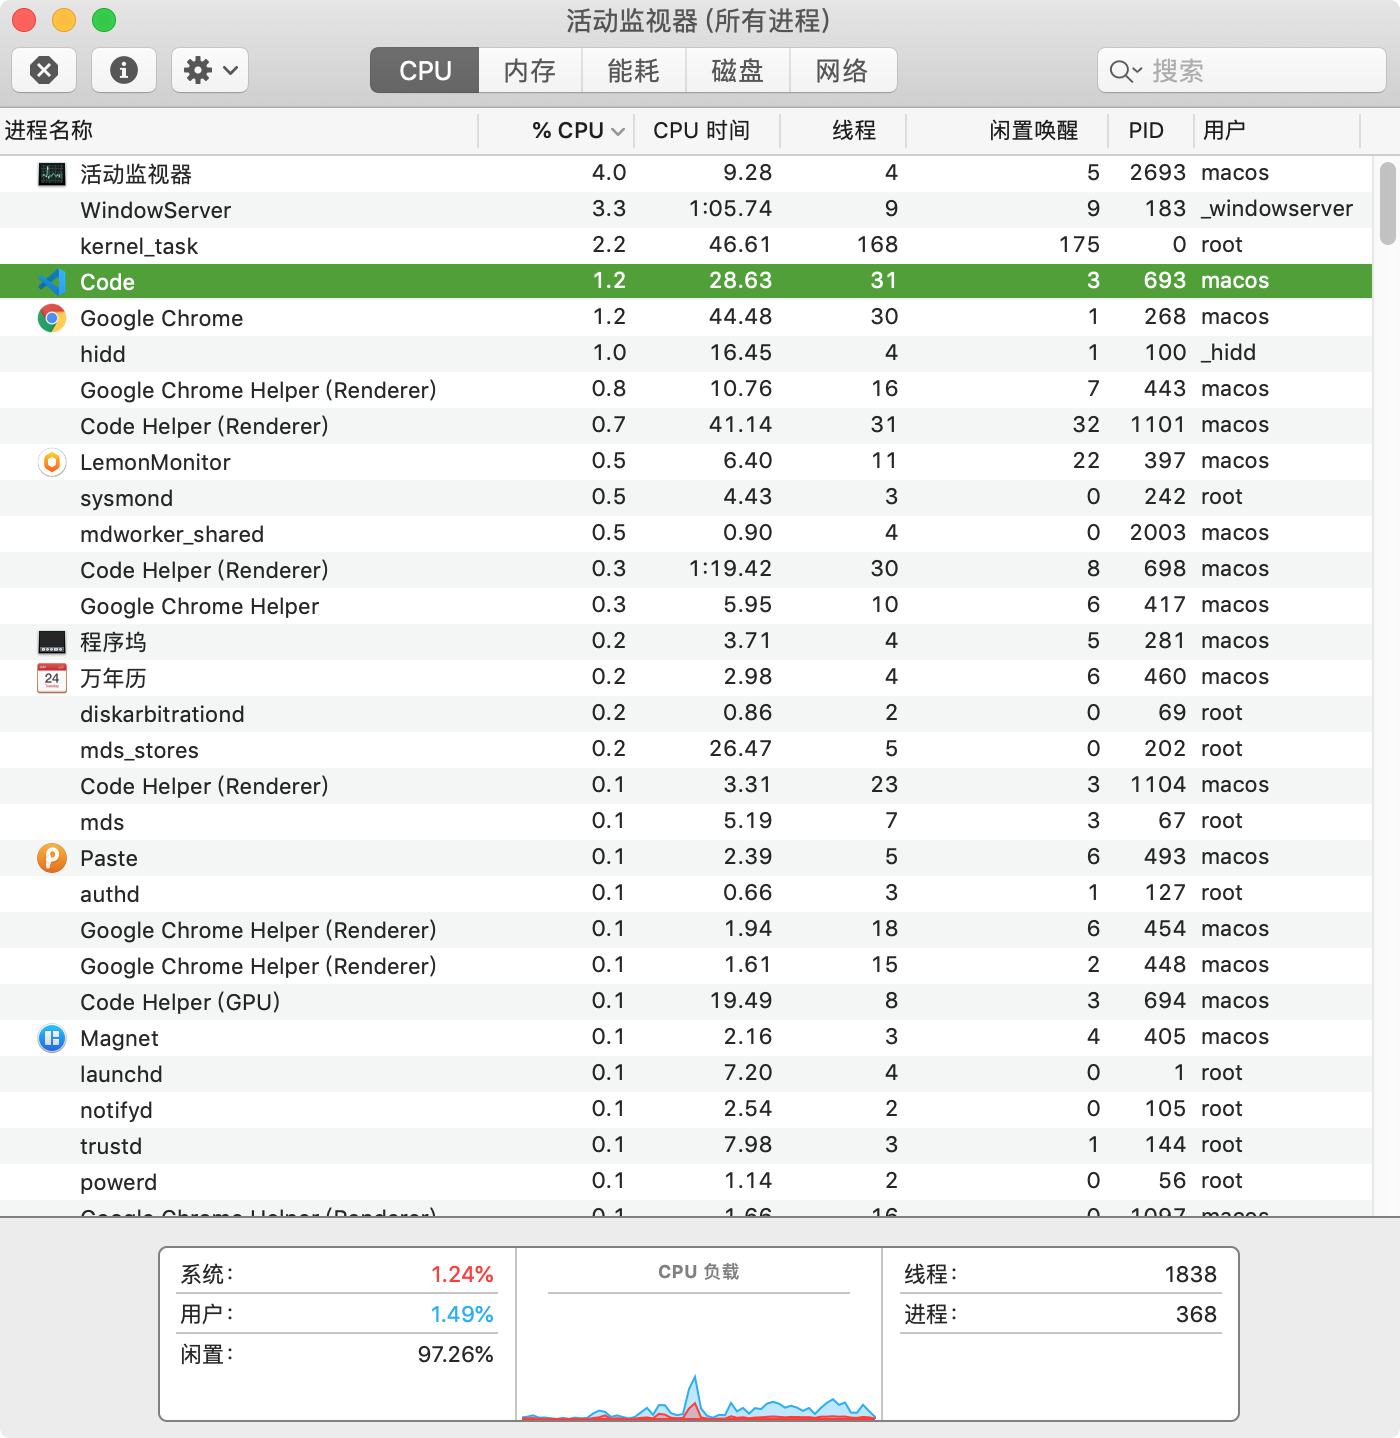 活动监视器 (所有进程)
CPU 内存 能耗 磁盘 网络 搜索
进程名称 % CPU CPU 时间 线程 闲置唤醒 PID 用户
活动监视器 4.0 9.28 4 5 2693 macos
WindowServer 3.3 1:05.74 9 9 183 _windowserver
kernel_task 2.2 46.61 168 175 0 root
Code 1.2 28.63 31 3 693 macos
Google Chrome 1.2 44.48 30 1 268 macos
hidd 1.0 16.45 4 1 100 _hidd
Google Chrome Helper (Renderer) 0.8 10.76 16 7 443 macos
Code Helper (Renderer) 0.7 41.14 31 32 1101 macos
LemonMonitor 0.5 6.40 11 22 397 macos
sysmond 0.5 4.43 3 0 242 root
mdworker_shared 0.5 0.90 4 0 2003 macos
Code Helper (Renderer) 0.3 1:19.42 30 8 698 macos
Google Chrome Helper 0.3 5.95 10 6 417 macos
程序坞 0.2 3.71 4 5 281 macos
24 万年历 0.2 2.98 4 6 460 macos
diskarbitrationd 0.2 0.86 2 0 69 root
mds_stores 0.2 26.47 5 0 202 root
Code Helper (Renderer) 0.1 3.31 23 3 1104 macos
mds 0.1 5.19 7 3 67 root
Paste 0.1 2.39 5 6 493 macos
authd 0.1 0.66 3 1 127 root
Google Chrome Helper (Renderer) 0.1 1.94 18 6 454 macos
Google Chrome Helper (Renderer) 0.1 1.61 15 2 448 macos
Code Helper (GPU) 0.1 19.49 8 3 694 macos
Magnet 0.1 2.16 3 4 405 macos
launchd 0.1 7.20 4 0 1 root
notifyd 0.1 2.54 2 0 105 root
trustd 0.1 7.98 3 1 144 root
powerd 0.1 1.14 2 0 56 root
Google Chrome Helper (Renderer) 0.1 1.66 16 0 1097 macos
系统: 1.24% CPU 负载 线程: 1838
用户: 1.49% 进程: 368
闲置: 97.26%